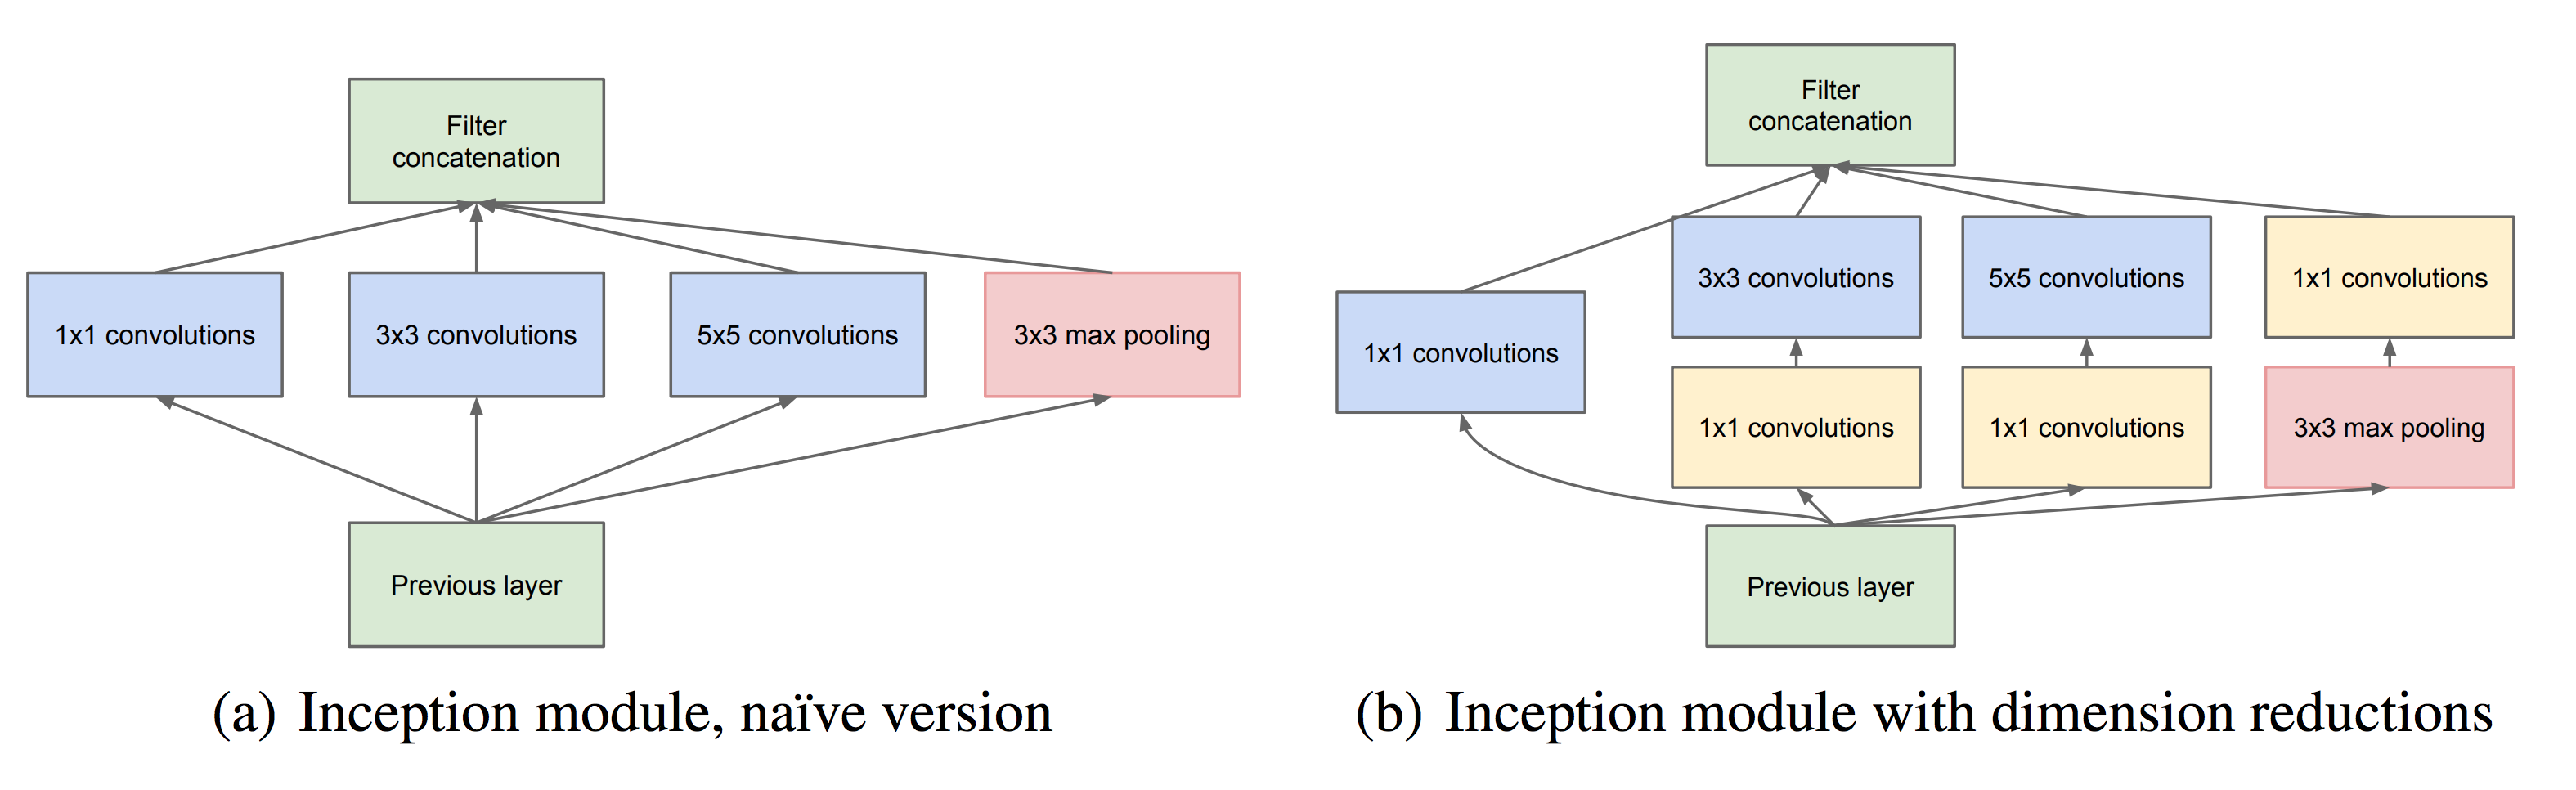 Filter
concatenation
1x1 convolutions
3x3 convolutions
5x5 convolutions
3x3 max pooling
Previous layer
(a) Inception module, naïve version
Filter
concatenation
3x3 convolutions
5x5 convolutions
1x1 convolutions
1x1 convolutions
1x1 convolutions
1x1 convolutions
3x3 max pooling
Previous layer
(b) Inception module with dimension reductions